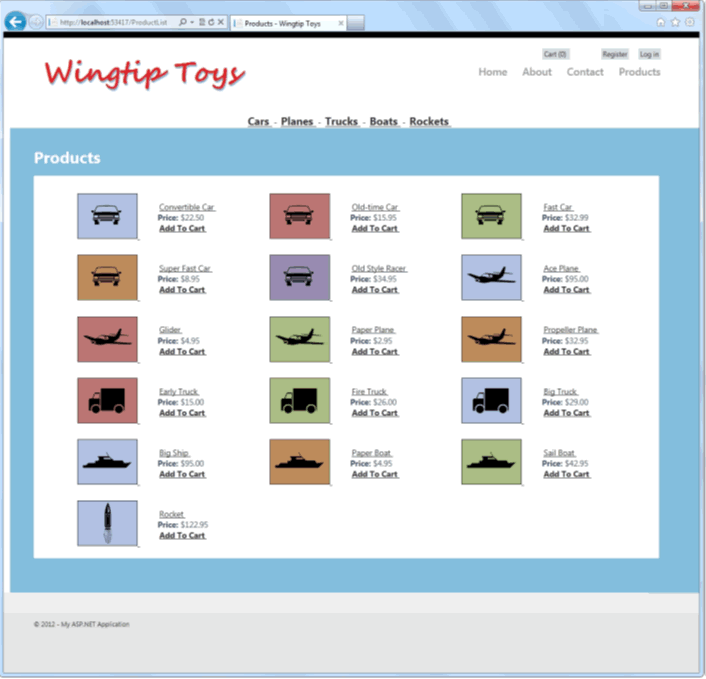 http://localhost:53417/ProductList
Products - Wingtip Toys
Cart (0) Register Log in
Wingtip Toys
Home About Contact Products
Cars - Planes - Trucks - Boats - Rockets
Products
Convertible Car
Price: $22.50
Add To Cart
Old-time Car
Price: $15.95
Add To Cart
Fast Car
Price: $32.99
Add To Cart
Super Fast Car
Price: $8.95
Add To Cart
Old Style Racer
Price: $34.95
Add To Cart
Ace Plane
Price: $95.00
Add To Cart
Glider
Price: $4.95
Add To Cart
Paper Plane
Price: $2.95
Add To Cart
Propeller Plane
Price: $32.95
Add To Cart
Early Truck
Price: $15.00
Add To Cart
Fire Truck
Price: $26.00
Add To Cart
Big Truck
Price: $29.00
Add To Cart
Big Ship
Price: $95.00
Add To Cart
Paper Boat
Price: $4.95
Add To Cart
Sail Boat
Price: $42.95
Add To Cart
Rocket
Price: $122.95
Add To Cart
© 2012 - My ASP.NET Application